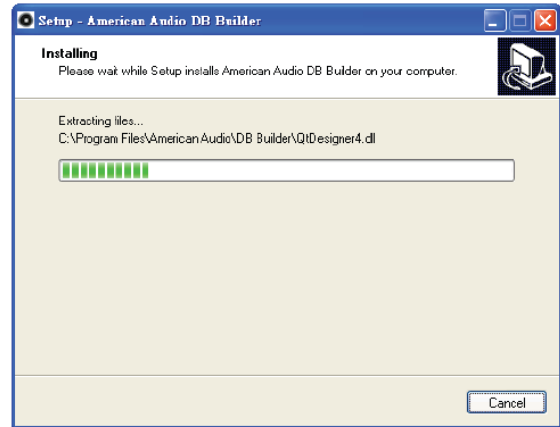 Setup - American Audio DB Builder
Installing
Please wait while Setup installs American Audio DB Builder on your computer.
Extracting files...
C:\Program Files\American Audio\DB Builder\QtDesigner4.dll
Cancel